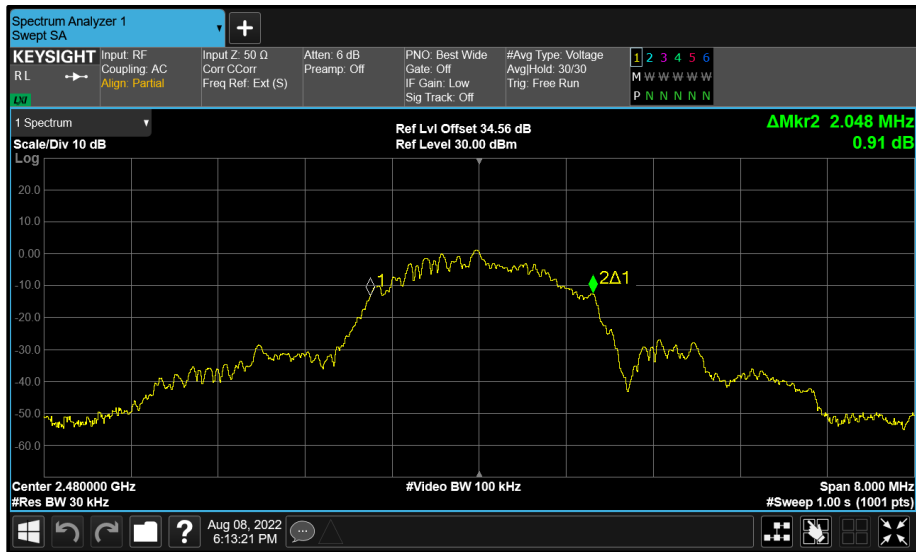 Spectrum Analyzer 1
Swept SA
+
KEYSIGHT
R L
LXI
Input: RF
Coupling: AC
Align: Partial
Input Z: 50 Ω
Corr CCorr
Freq Ref: Ext (S)
Atten: 6 dB
Preamp: Off
PNO: Best Wide
Gate: Off
IF Gain: Low
Sig Track: Off
#Avg Type: Voltage
Avg|Hold: 30/30
Trig: Free Run
1 2 3 4 5 6
M W W W W W
P N N N N N
1 Spectrum
Scale/Div 10 dB
Ref Lvl Offset 34.56 dB
Ref Level 30.00 dBm
ΔMkr2 2.048 MHz
0.91 dB
Log
20.0
10.0
0.00
-10.0
-20.0
-30.0
-40.0
-50.0
-60.0
1
2Δ1
Center 2.480000 GHz
#Res BW 30 kHz
#Video BW 100 kHz
Span 8.000 MHz
#Sweep 1.00 s (1001 pts)
?
Aug 08, 2022
6:13:21 PM